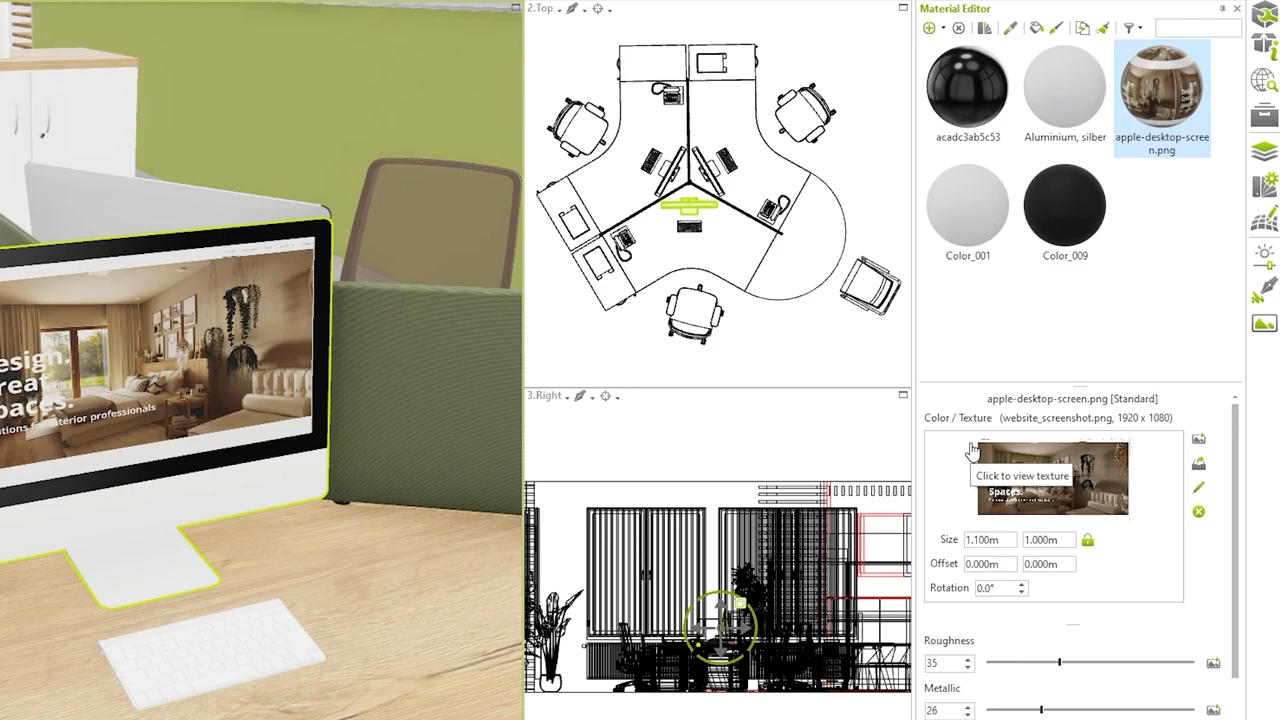 2.Top
Material Editor
acadc3ab5c53
Aluminium, silber
apple-desktop-scree
n.png
Color_001
Color_009
esign.
reat
paces.
tions for interior professionals
3.Right
apple-desktop-screen.png [Standard]
Color / Texture (website_screenshot.png, 1920 x 1080)
Click to view texture
Spaces.
Size 1.100m 1.000m
Offset 0.000m 0.000m
Rotation 0.0°
Roughness
35
Metallic
26